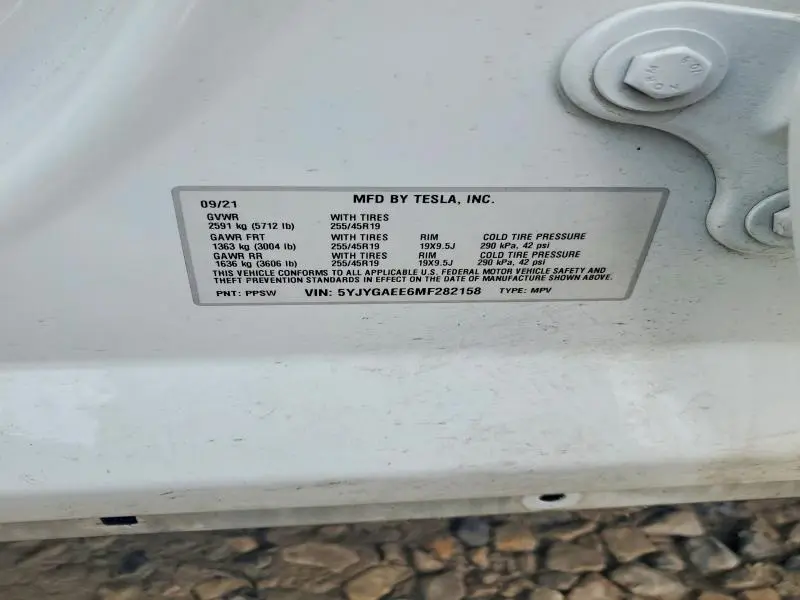 09/21 MFD BY TESLA, INC.
GVWR WITH TIRES
2591 kg (5712 lb) 255/45R19
GAWR FRT WITH TIRES RIM COLD TIRE PRESSURE
1363 kg (3004 lb) 255/45R19 19X9.5J 290 kPa, 42 psi
GAWR RR WITH TIRES RIM COLD TIRE PRESSURE
1636 kg (3606 lb) 255/45R19 19X9.5J 290 kPa, 42 psi
THIS VEHICLE CONFORMS TO ALL APPLICABLE U.S. FEDERAL MOTOR VEHICLE SAFETY AND
THEFT PREVENTION STANDARDS IN EFFECT ON THE DATE OF MANUFACTURE SHOWN ABOVE.
PNT: PPSW VIN: 5YJYGAEE6MF282158 TYPE: MPV